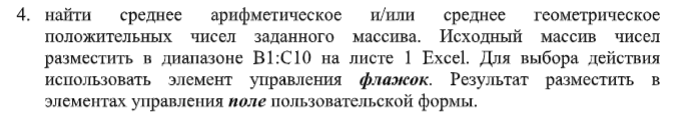 4. найти среднее арифметическое и/или среднее геометрическое
положительных чисел заданного массива. Исходный массив чисел
разместить в диапазоне B1:C10 на листе 1 Excel. Для выбора действия
использовать элемент управления флажок. Результат разместить в
элементах управления поле пользовательской формы.